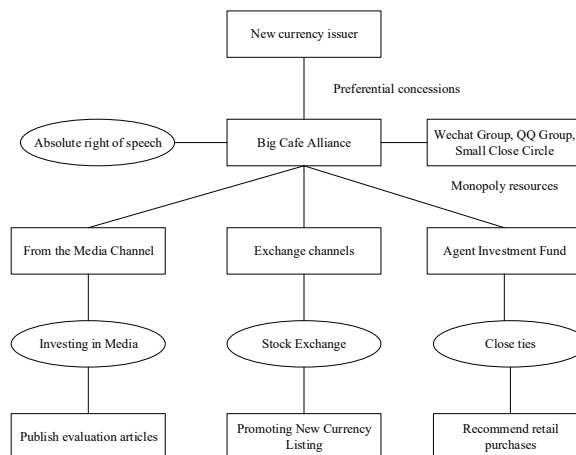 New currency issuer
Preferential concessions
Absolute right of speech
Big Cafe Alliance
Wechat Group, QQ Group,
Small Close Circle
Monopoly resources
From the Media Channel
Exchange channels
Agent Investment Fund
Investing in Media
Stock Exchange
Close ties
Publish evaluation articles
Promoting New Currency
Listing
Recommend retail
purchases